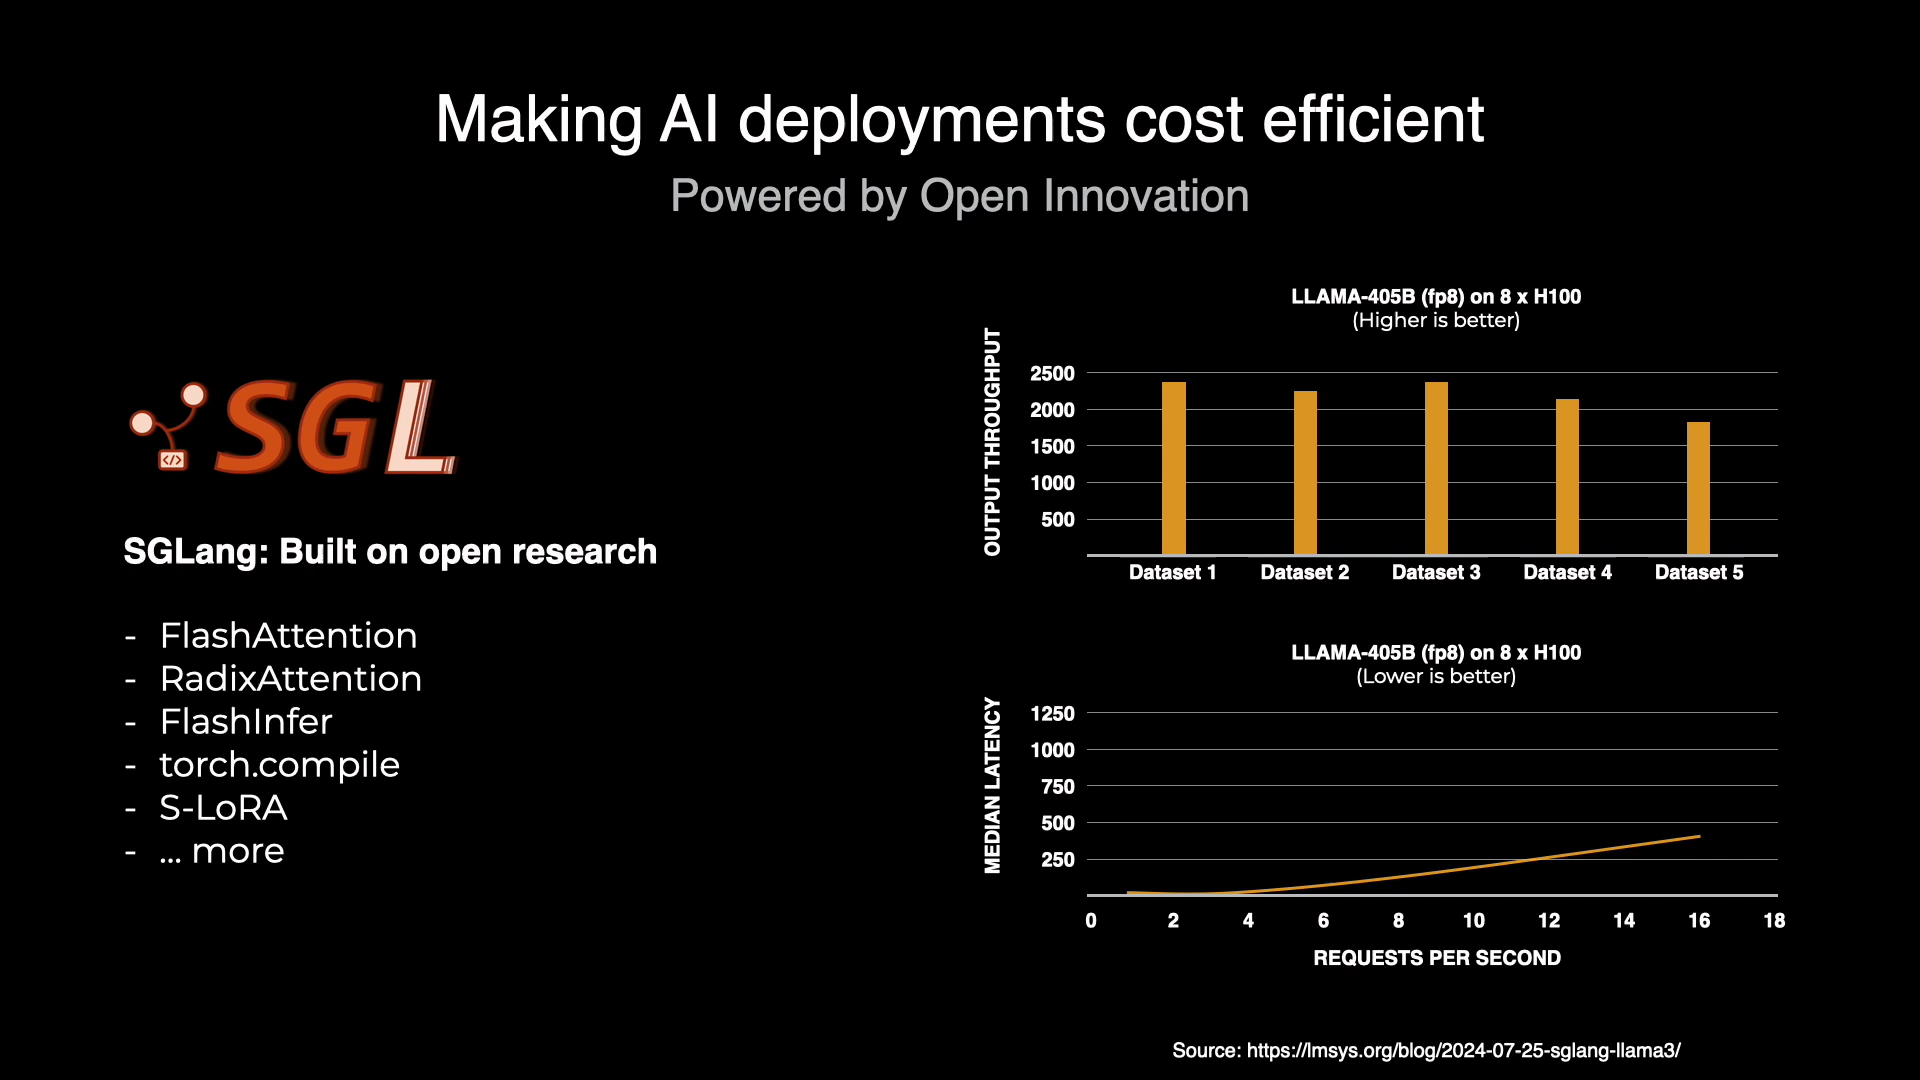 Making AI deployments cost efficient
Powered by Open Innovation
</> SGL
SGLang: Built on open research
- FlashAttention
- RadixAttention
- FlashInfer
- torch.compile
- S-LoRA
- ... more
LLAMA-405B (fp8) on 8 x H100
(Higher is better)
OUTPUT THROUGHPUT
2500
2000
1500
1000
500
Dataset 1 Dataset 2 Dataset 3 Dataset 4 Dataset 5
LLAMA-405B (fp8) on 8 x H100
(Lower is better)
MEDIAN LATENCY
1250
1000
750
500
250
0 2 4 6 8 10 12 14 16 18
REQUESTS PER SECOND
Source: https://lmsys.org/blog/2024-07-25-sglang-llama3/